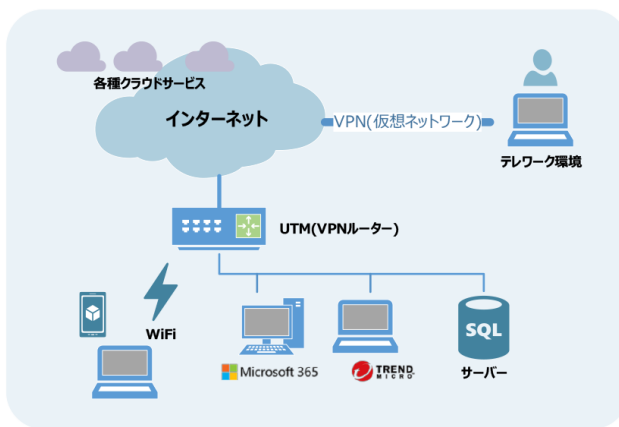 各種クラウドサービス
インターネット
VPN(仮想ネットワーク)
テレワーク環境
UTM(VPNルーター)
WiFi
SQL
Microsoft 365
TREND
MICRO
サーバー